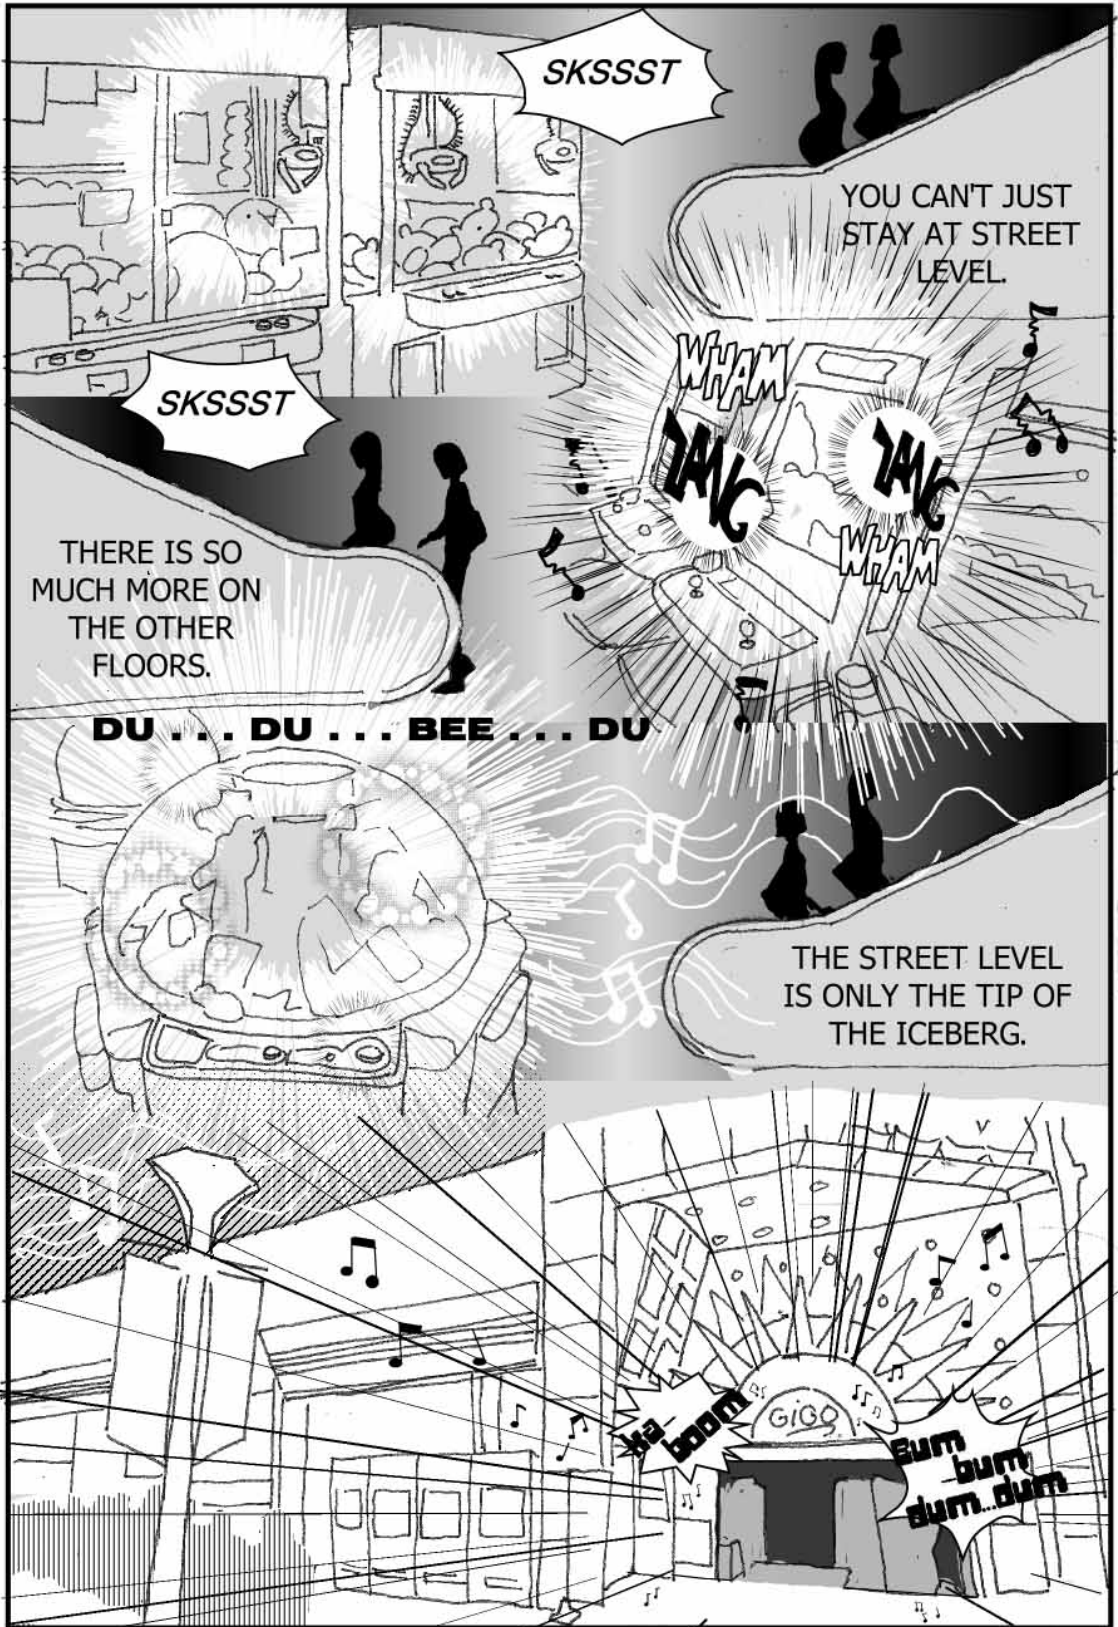 SKSSST
YOU CAN'T JUST
STAY AT STREET
LEVEL.
WHAM
ZANG
ZANG
WHAM
SKSSST
THERE IS SO
MUCH MORE ON
THE OTHER
FLOORS.
DU . . . DU . . . BEE . . . DU
THE STREET LEVEL
IS ONLY THE TIP OF
THE ICEBERG.
GiGO
Ka_
boom
Bum
bum
dum...dum